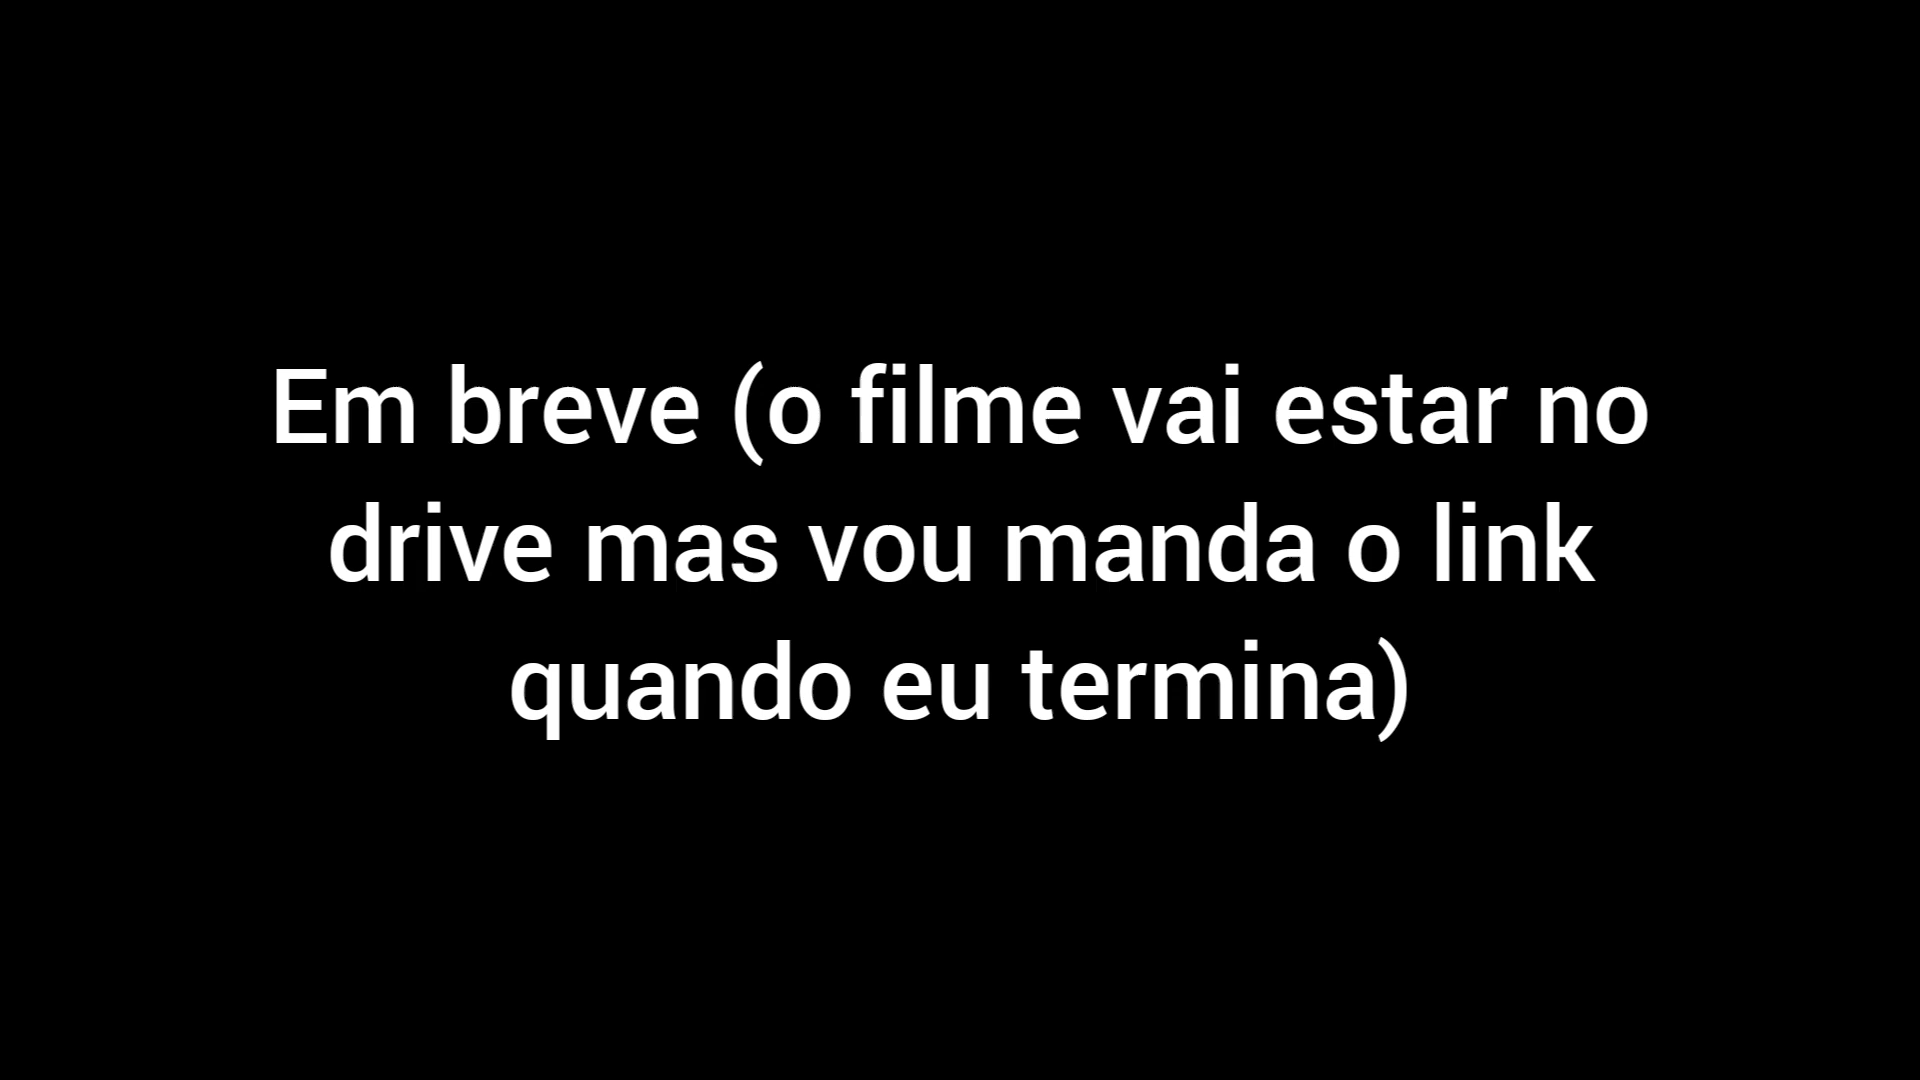 Em breve (o filme vai estar no
drive mas vou manda o link
quando eu termina)